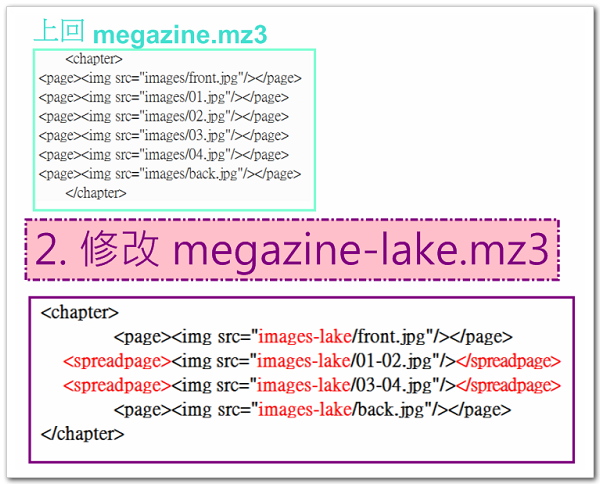 上回 megazine.mz3
<chapter>
<page><img src="images/front.jpg"/></page>
<page><img src="images/01.jpg"/></page>
<page><img src="images/02.jpg"/></page>
<page><img src="images/03.jpg"/></page>
<page><img src="images/04.jpg"/></page>
<page><img src="images/back.jpg"/></page>
</chapter>
2. 修改 megazine-lake.mz3
<chapter>
<page><img src="images-lake/front.jpg"/></page>
<spreadpage><img src="images-lake/01-02.jpg"/></spreadpage>
<spreadpage><img src="images-lake/03-04.jpg"/></spreadpage>
<page><img src="images-lake/back.jpg"/></page>
</chapter>